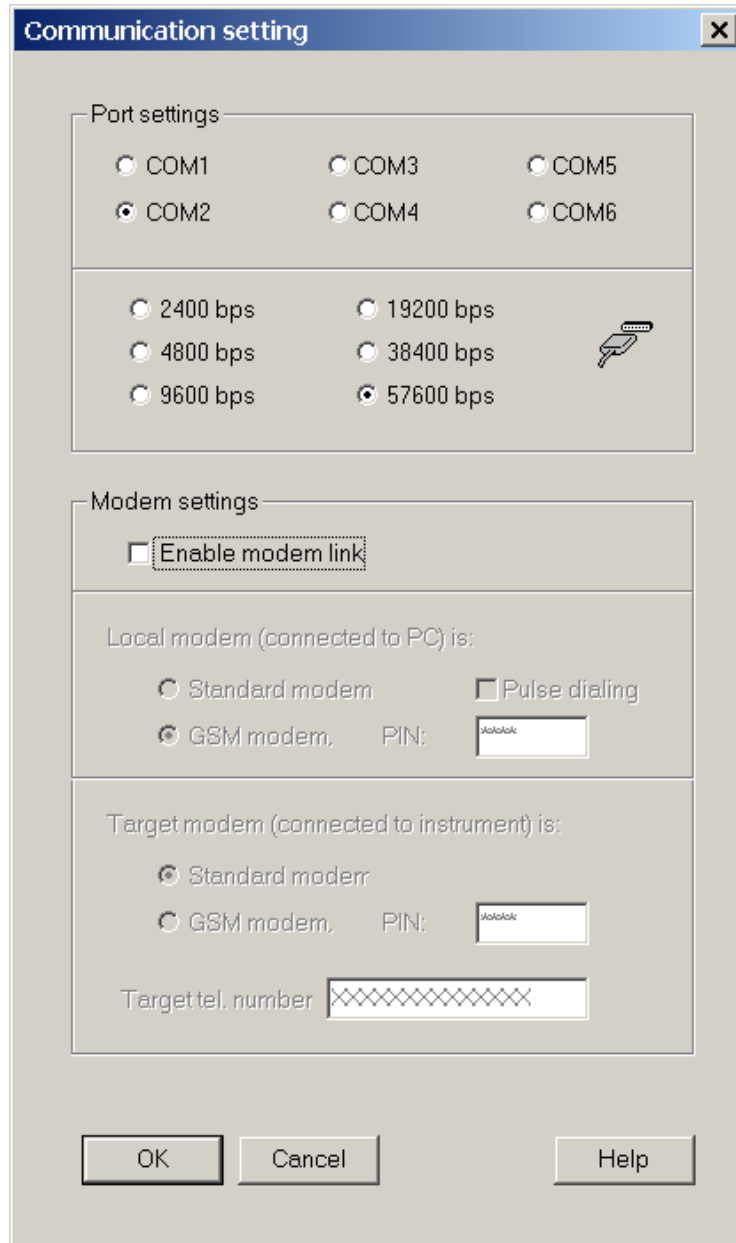 Communication setting
Port settings
COM1 COM3 COM5
COM2 COM4 COM6
2400 bps 19200 bps
4800 bps 38400 bps
9600 bps 57600 bps
Modem settings
Enable modem link
Local modem (connected to PC) is:
Standard modem Pulse dialing
GSM modem, PIN: ****
Target modem (connected to instrument) is:
Standard modem
GSM modem, PIN: ****
Target tel. number XXXXXXXXXXXXXX
OK Cancel Help